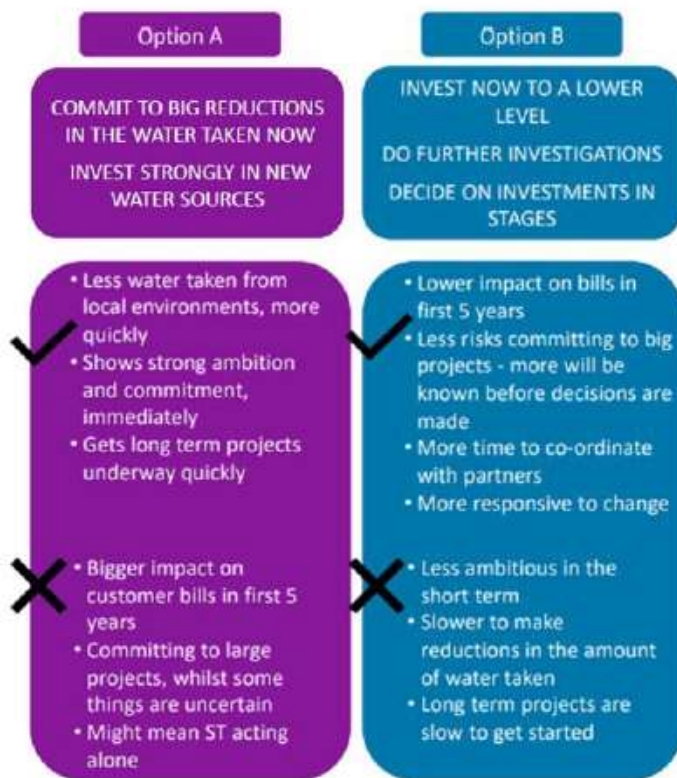 Option A
COMMIT TO BIG REDUCTIONS
IN THE WATER TAKEN NOW
INVEST STRONGLY IN NEW
WATER SOURCES
• Less water taken from
local environments, more
quickly
• Shows strong ambition
and commitment,
immediately
• Gets long term projects
underway quickly
• Bigger impact on
customer bills in first 5
years
• Committing to large
projects, whilst some
things are uncertain
• Might mean ST acting
alone
Option B
INVEST NOW TO A LOWER
LEVEL
DO FURTHER INVESTIGATIONS
DECIDE ON INVESTMENTS IN
STAGES
• Lower impact on bills in
first 5 years
• Less risks committing to big
projects - more will be
known before decisions are
made
• More time to co-ordinate
with partners
• More responsive to change
• Less ambitious in the
short term
• Slower to make
reductions in the amount
of water taken
• Long term projects are
slow to get started